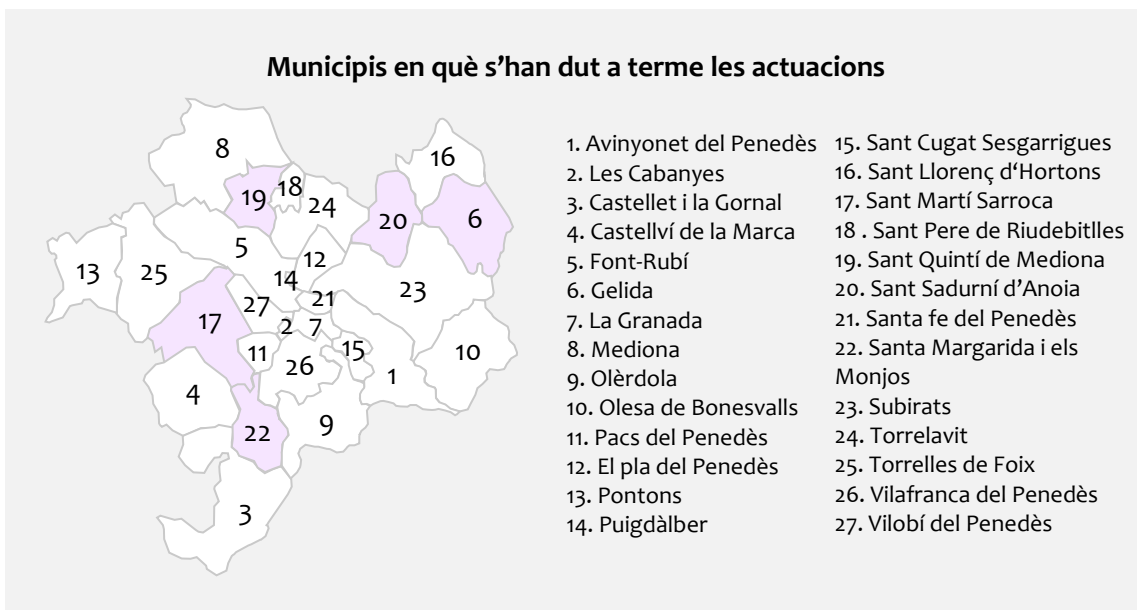 Municipis en què s’han dut a terme les actuacions
8
16
18
19
24
20
6
5
12
13
25
14
23
27
21
17
2
7
15
11
10
26
1
4
22
9
3
1. Avinyonet del Penedès
2. Les Cabanyes
3. Castellet i la Gornal
4. Castellví de la Marca
5. Font-Rubí
6. Gelida
7. La Granada
8. Mediona
9. Olèrdola
10. Olesa de Bonesvalls
11. Pacs del Penedès
12. El pla del Penedès
13. Pontons
14. Puigdàlber
15. Sant Cugat Sesgarrigues
16. Sant Llorenç d‘Hortons
17. Sant Martí Sarroca
18 . Sant Pere de Riudebitlles
19. Sant Quintí de Mediona
20. Sant Sadurní d’Anoia
21. Santa fe del Penedès
22. Santa Margarida i els
Monjos
23. Subirats
24. Torrelavit
25. Torrelles de Foix
26. Vilafranca del Penedès
27. Vilobí del Penedès